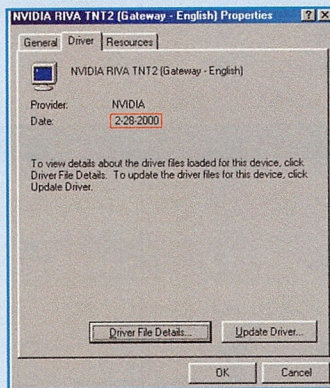 NVIDIA RIVA TNT2 (Gateway - English) Properties
General Driver Resources
NVIDIA RIVA TNT2 (Gateway - English)
Provider: NVIDIA
Date: 2-28-2000
To view details about the driver files loaded for this device, click
Driver File Details. To update the driver files for this device, click
Update Driver.
Driver File Details... Update Driver...
OK Cancel